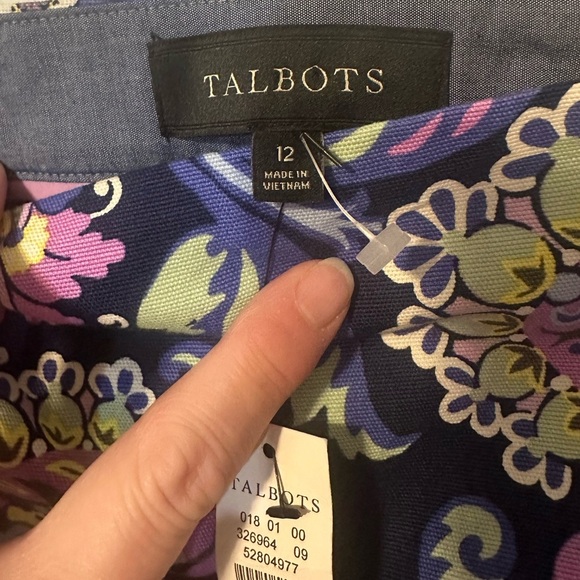 TALBOTS
12
MADE IN
VIETNAM
TALBOTS
018 01 00
326964 09
52804977